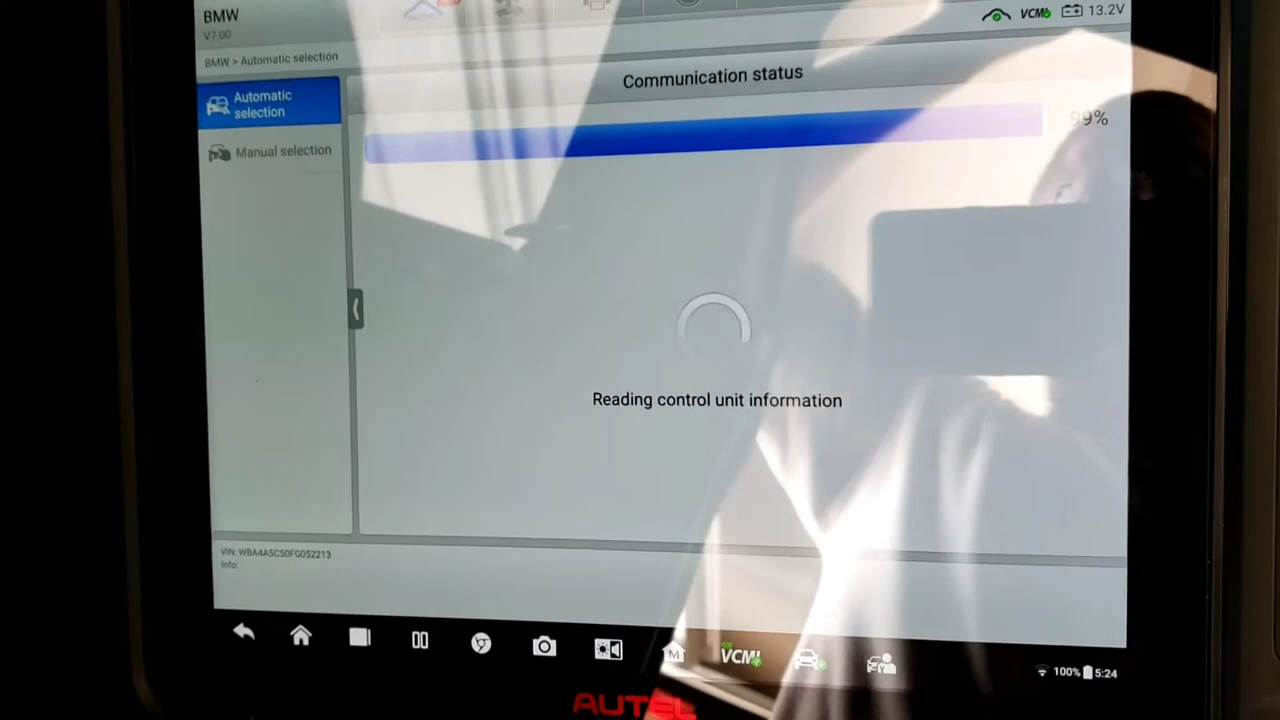 BMW
V7.00
VCMI
13.2V
BMW > Automatic selection
Communication status
Automatic
selection
99%
Manual selection
Reading control unit information
VIN: WBA4A5C50FG052213
Info:
VCMI
M
100%
5:24
AUTEL